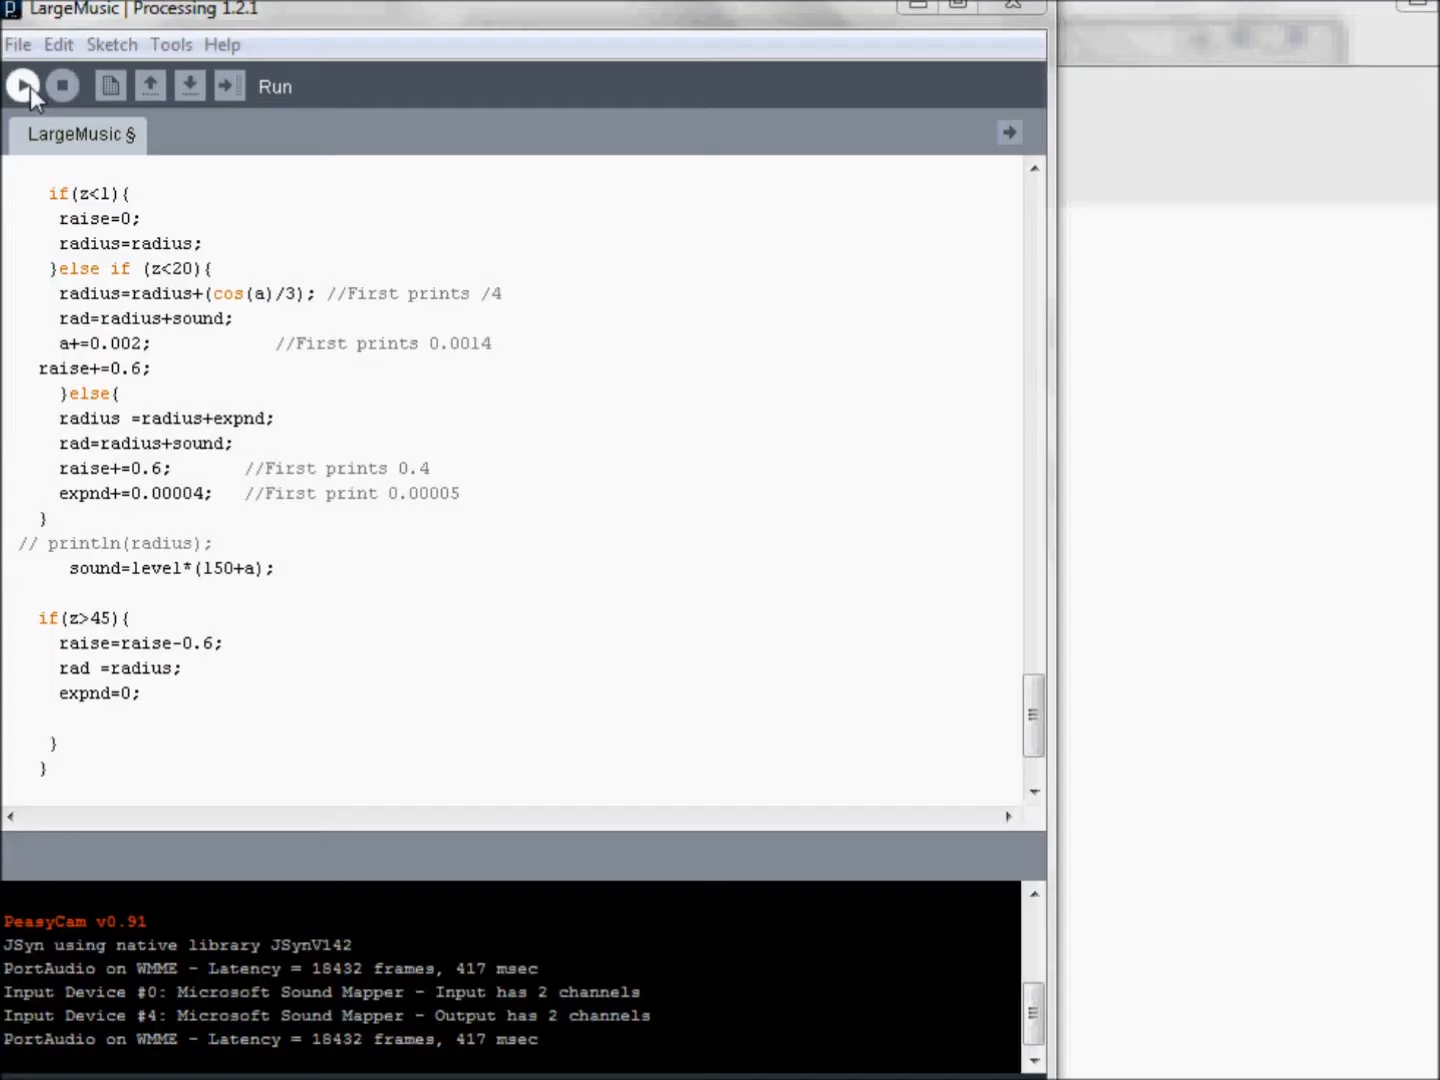 LargeMusic | Processing 1.2.1
File Edit Sketch Tools Help
Run
LargeMusic §
if(z<1){
raise=0;
radius=radius;
}else if (z<20){
radius=radius+(cos(a)/3); //First prints /4
rad=radius+sound;
a+=0.002; //First prints 0.0014
raise+=0.6;
}else{
radius =radius+expnd;
rad=radius+sound;
raise+=0.6; //First prints 0.4
expnd+=0.00004; //First print 0.00005
}
// println(radius);
sound=level*(150+a);
if(z>45){
raise=raise-0.6;
rad =radius;
expnd=0;
}
}
PeasyCam v0.91
JSyn using native library JSynV142
PortAudio on WMME - Latency = 18432 frames, 417 msec
Input Device #0: Microsoft Sound Mapper - Input has 2 channels
Input Device #4: Microsoft Sound Mapper - Output has 2 channels
PortAudio on WMME - Latency = 18432 frames, 417 msec